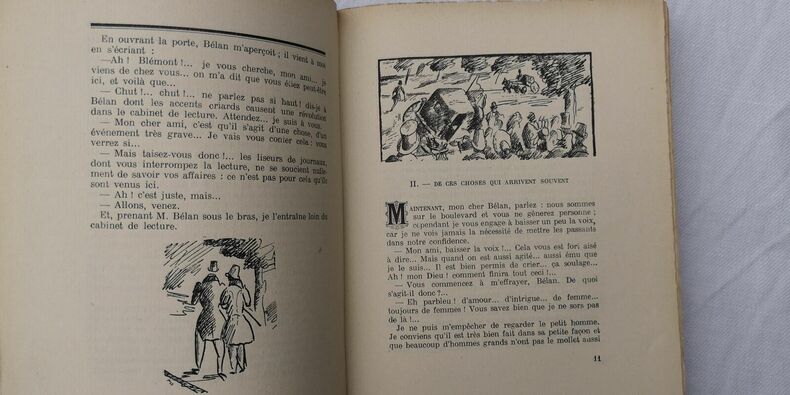 En ouvrant la porte, Bélan m'aperçoit ; il vient à moi
en s'écriant :
—Ah ! Blémont !... je vous cherche, mon ami... je
viens de chez vous... on m'a dit que vous étiez peut-être
ici, et voilà que...
— Chut !... chut !... ne parlez pas si haut ! dis-je à
Bélan dont les accents criards causent une révolution
dans le cabinet de lecture. Attendez... je suis à vous.
— Mon cher ami, c'est qu'il s'agit d'une chose, d'un
événement très grave... Je vais vous conier cela : vous
verrez si...
— Mais taisez-vous donc !... les liseurs de journaux,
dont vous interrompez la lecture, ne se soucient nulle-
ment de savoir vos affaires : ce n'est pas pour cela qu'ils
sont venus ici.
— Ah ! c'est juste, mais...
— Allons, venez.
Et, prenant M. Bélan sous le bras, je l'entraîne loin du
cabinet de lecture.
II. — DE CES CHOSES QUI ARRIVENT SOUVENT
MAINTENANT, mon cher Bélan, parlez : nous sommes
sur le boulevard et vous ne gênerez personne ;
cependant je vous engage à baisser un peu la voix,
car je ne vois jamais la nécessité de mettre les passants
dans notre confidence.
— Mon ami, baisser la voix !... Cela vous est fort aisé
à dire... Mais quand on est aussi agité... aussi ému que
je le suis... Il est bien permis de crier... ça soulage...
Ah ! mon Dieu ! comment finira tout ceci !...
— Vous commencez à m'effrayer, Bélan. De quoi
s'agit-il donc ?...
— Eh parbleu ! d'amour... d'intrigue... de femme...
toujours de femmes ! Vous savez bien que je ne sors pas
de là !...
Je ne puis m'empêcher de regarder le petit homme.
Je conviens qu'il est très bien fait dans sa petite façon et
que beaucoup d'hommes grands n'ont pas le mollet aussi
11